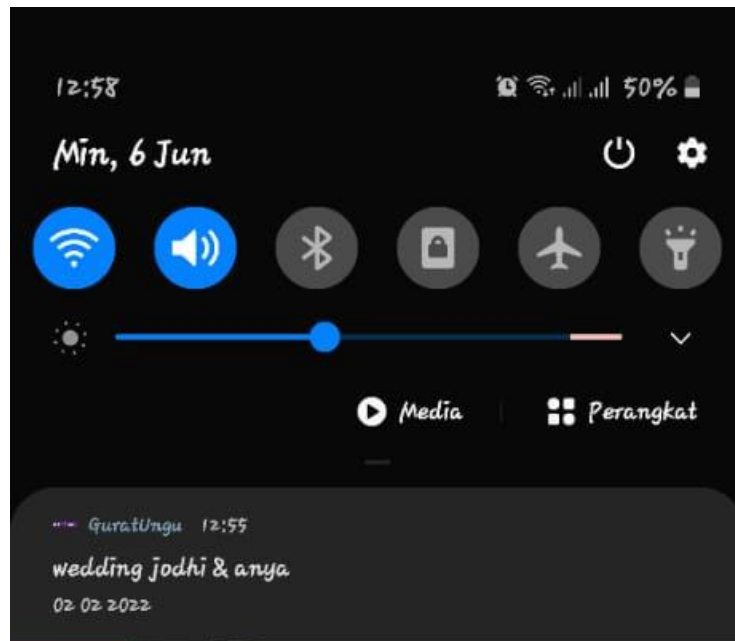 12:58 50%
Min, 6 Jun
Media Perangkat
GuratUngu 12:55
wedding jodhi & anya
02 02 2022